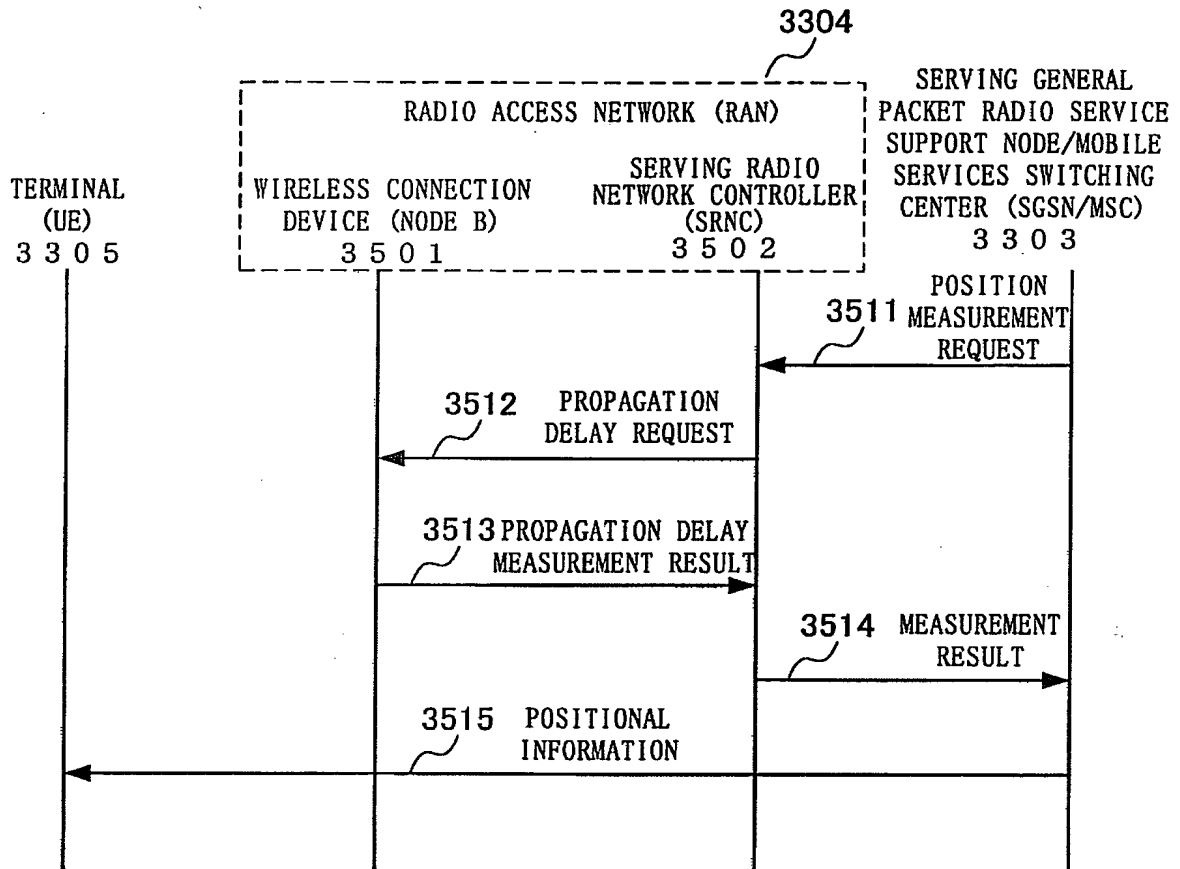 3304
RADIO ACCESS NETWORK (RAN)
SERVING GENERAL
PACKET RADIO SERVICE
SUPPORT NODE/MOBILE
SERVICES SWITCHING
CENTER (SGSN/MSC)
3303
TERMINAL
(UE)
3305
WIRELESS CONNECTION
DEVICE (NODE B)
3501
SERVING RADIO
NETWORK CONTROLLER
(SRNC)
3502
3511
POSITION
MEASUREMENT
REQUEST
3512
PROPAGATION
DELAY REQUEST
3513
PROPAGATION DELAY
MEASUREMENT RESULT
3514
MEASUREMENT
RESULT
3515
POSITIONAL
INFORMATION